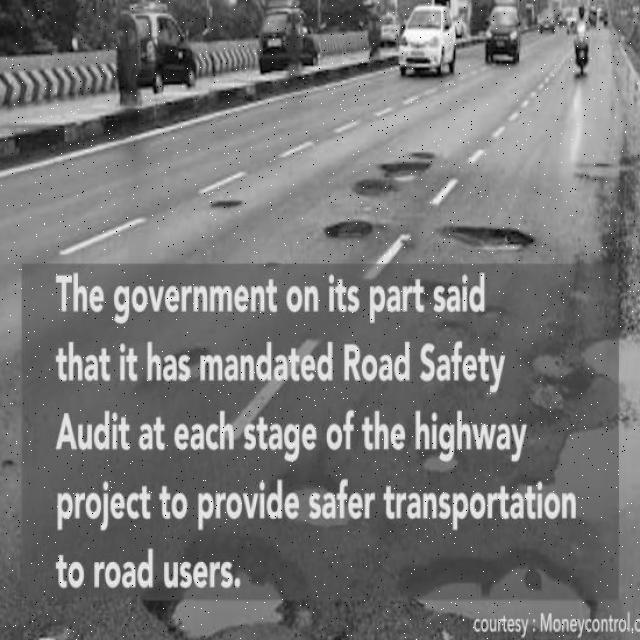 The government on its part said
that it has mandated Road Safety
Audit at each stage of the highway
project to provide safer transportation
to road users.
courtesy : Moneycontrol.c